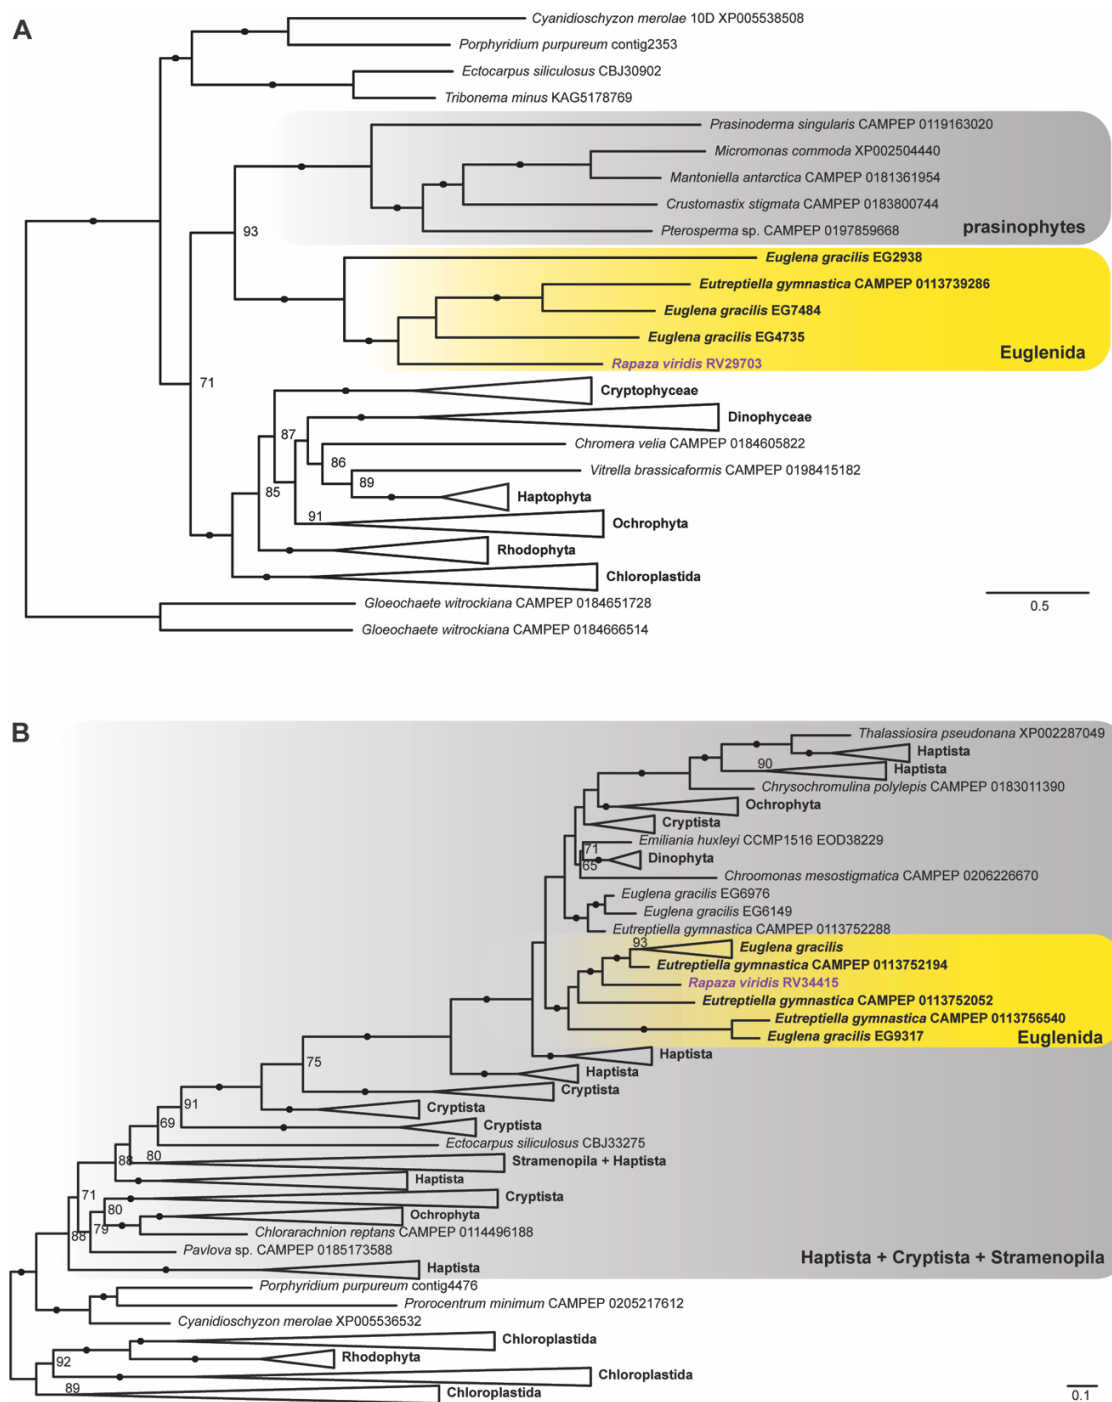 A
Cyanidioschyzon merolae 10D XP005538508
Porphyridium purpureum contig2353
Ectocarpus siliculosus CBJ30902
Tribonema minus KAG5178769
Prasinoderma singularis CAMPEP 0119163020
Micromonas commoda XP002504440
Mantoniella antarctica CAMPEP 0181361954
Crustomastix stigmata CAMPEP 0183800744
Pterosperma sp. CAMPEP 0197859668
prasinophytes
93
Euglena gracilis EG2938
Eutreptiella gymnastica CAMPEP 0113739286
Euglena gracilis EG7484
Euglena gracilis EG4735
Euglenida
Rapaza viridis RV29703
71
Cryptophyceae
Dinophyceae
87
Chromera velia CAMPEP 0184605822
86
Vitrella brassicaformis CAMPEP 0198415182
89
85
Haptophyta
91
Ochrophyta
Rhodophyta
Chloroplastida
Gloeochaete witrockiana CAMPEP 0184651728
0.5
Gloeochaete witrockiana CAMPEP 0184666514
B
Thalassiosira pseudonana XP002287049
Haptista
90
Haptista
Chrysochromulina polylepis CAMPEP 0183011390
Ochrophyta
Cryptista
Emiliania huxleyi CCMP1516 EOD38229
71
Dinophyta
65
Chroomonas mesostigmatica CAMPEP 0206226670
Euglena gracilis EG6976
Euglena gracilis EG6149
Eutreptiella gymnastica CAMPEP 0113752288
93
Euglena gracilis
Eutreptiella gymnastica CAMPEP 0113752194
Rapaza viridis RV34415
Eutreptiella gymnastica CAMPEP 0113752052
Eutreptiella gymnastica CAMPEP 0113756540
Euglena gracilis EG9317
Euglenida
Haptista
75
Haptista
Cryptista
91
Cryptista
69
Cryptista
Ectocarpus siliculosus CBJ33275
88
80
Stramenopila + Haptista
Haptista
71
Cryptista
80
Ochrophyta
79
88
Chlorarachnion reptans CAMPEP 0114496188
Pavlova sp. CAMPEP 0185173588
Haptista + Cryptista + Stramenopila
Haptista
Porphyridium purpureum contig4476
Prorocentrum minimum CAMPEP 0205217612
Cyanidioschyzon merolae XP005536532
Chloroplastida
92
Rhodophyta
Chloroplastida
89
Chloroplastida
0.1